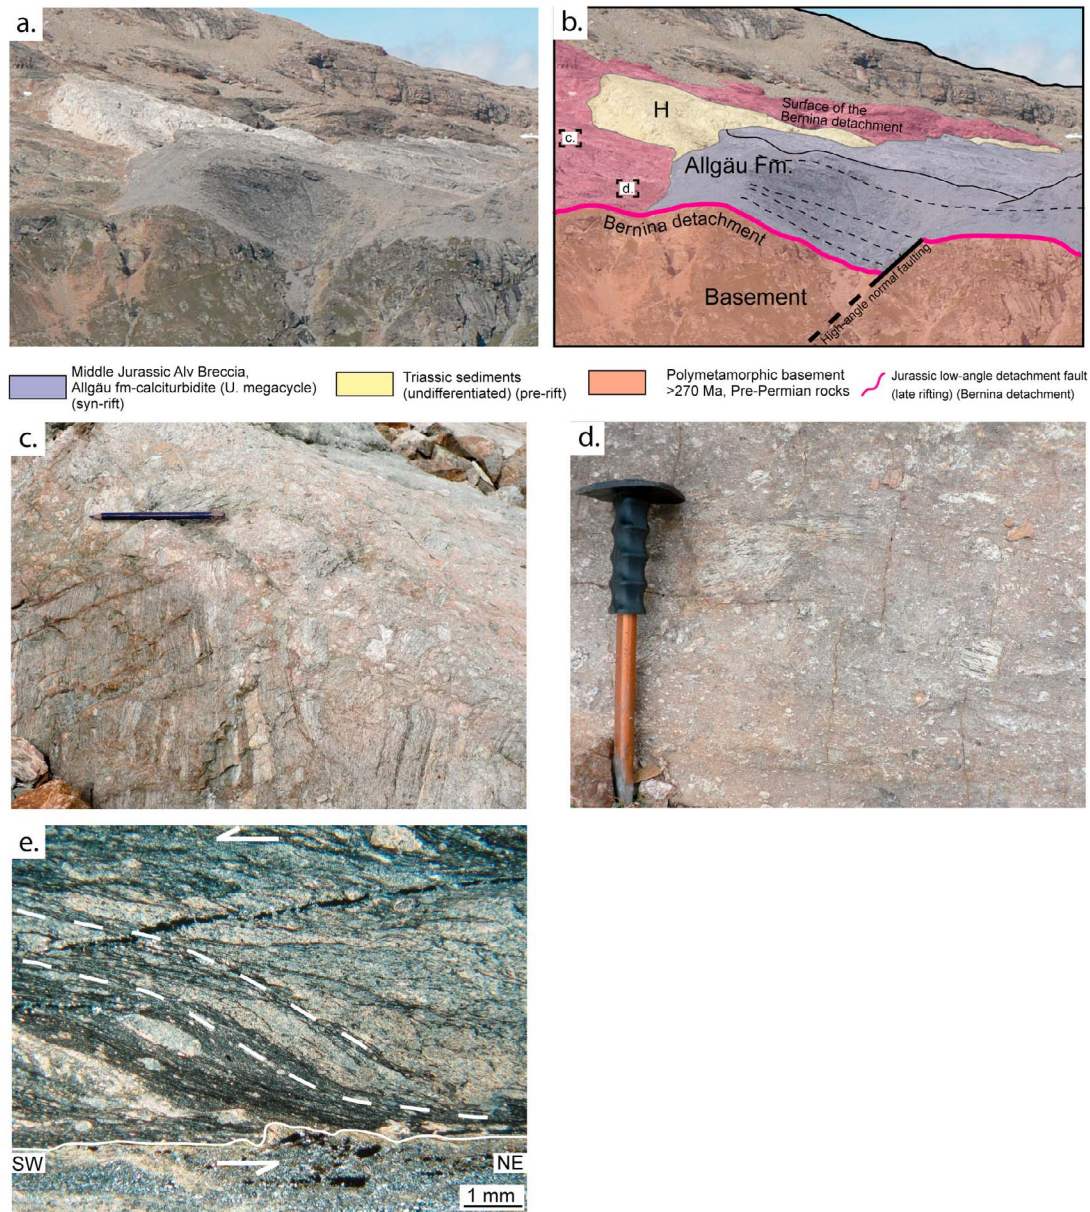 a.
b.
H
Surface of the
Bernina detachment
c.
d.
Allgäu Fm.
Bernina detachment
Basement
High-angle normal faulting
Middle Jurassic Alv Breccia,
Allgäu fm-calciturbidite (U. megacycle)
(syn-rift)
Triassic sediments
(undifferentiated) (pre-rift)
Polymetamorphic basement
>270 Ma, Pre-Permian rocks
Jurassic low-angle detachment fault
(late rifting) (Bernina detachment)
c.
d.
e.
SW
NE
1 mm